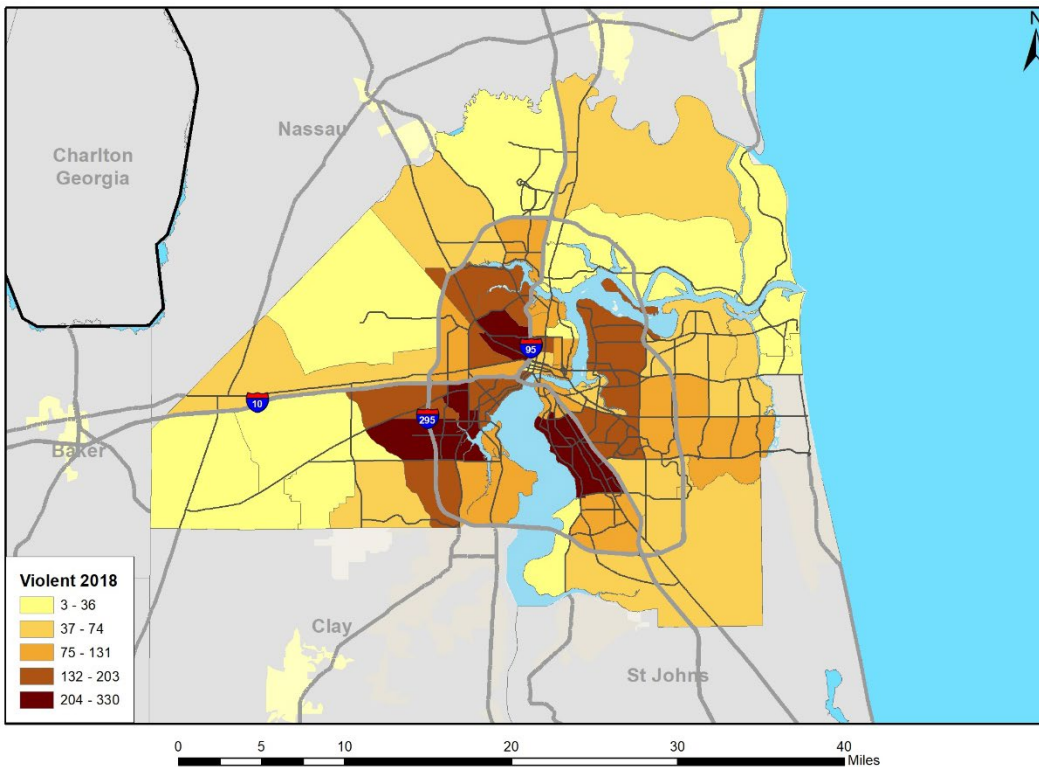 N
Nassau
Charlton
Georgia
95
10
295
Baker
Violent 2018
3 - 36
37 - 74
75 - 131
132 - 203
204 - 330
Clay
St Johns
0 5 10 20 30 40
Miles